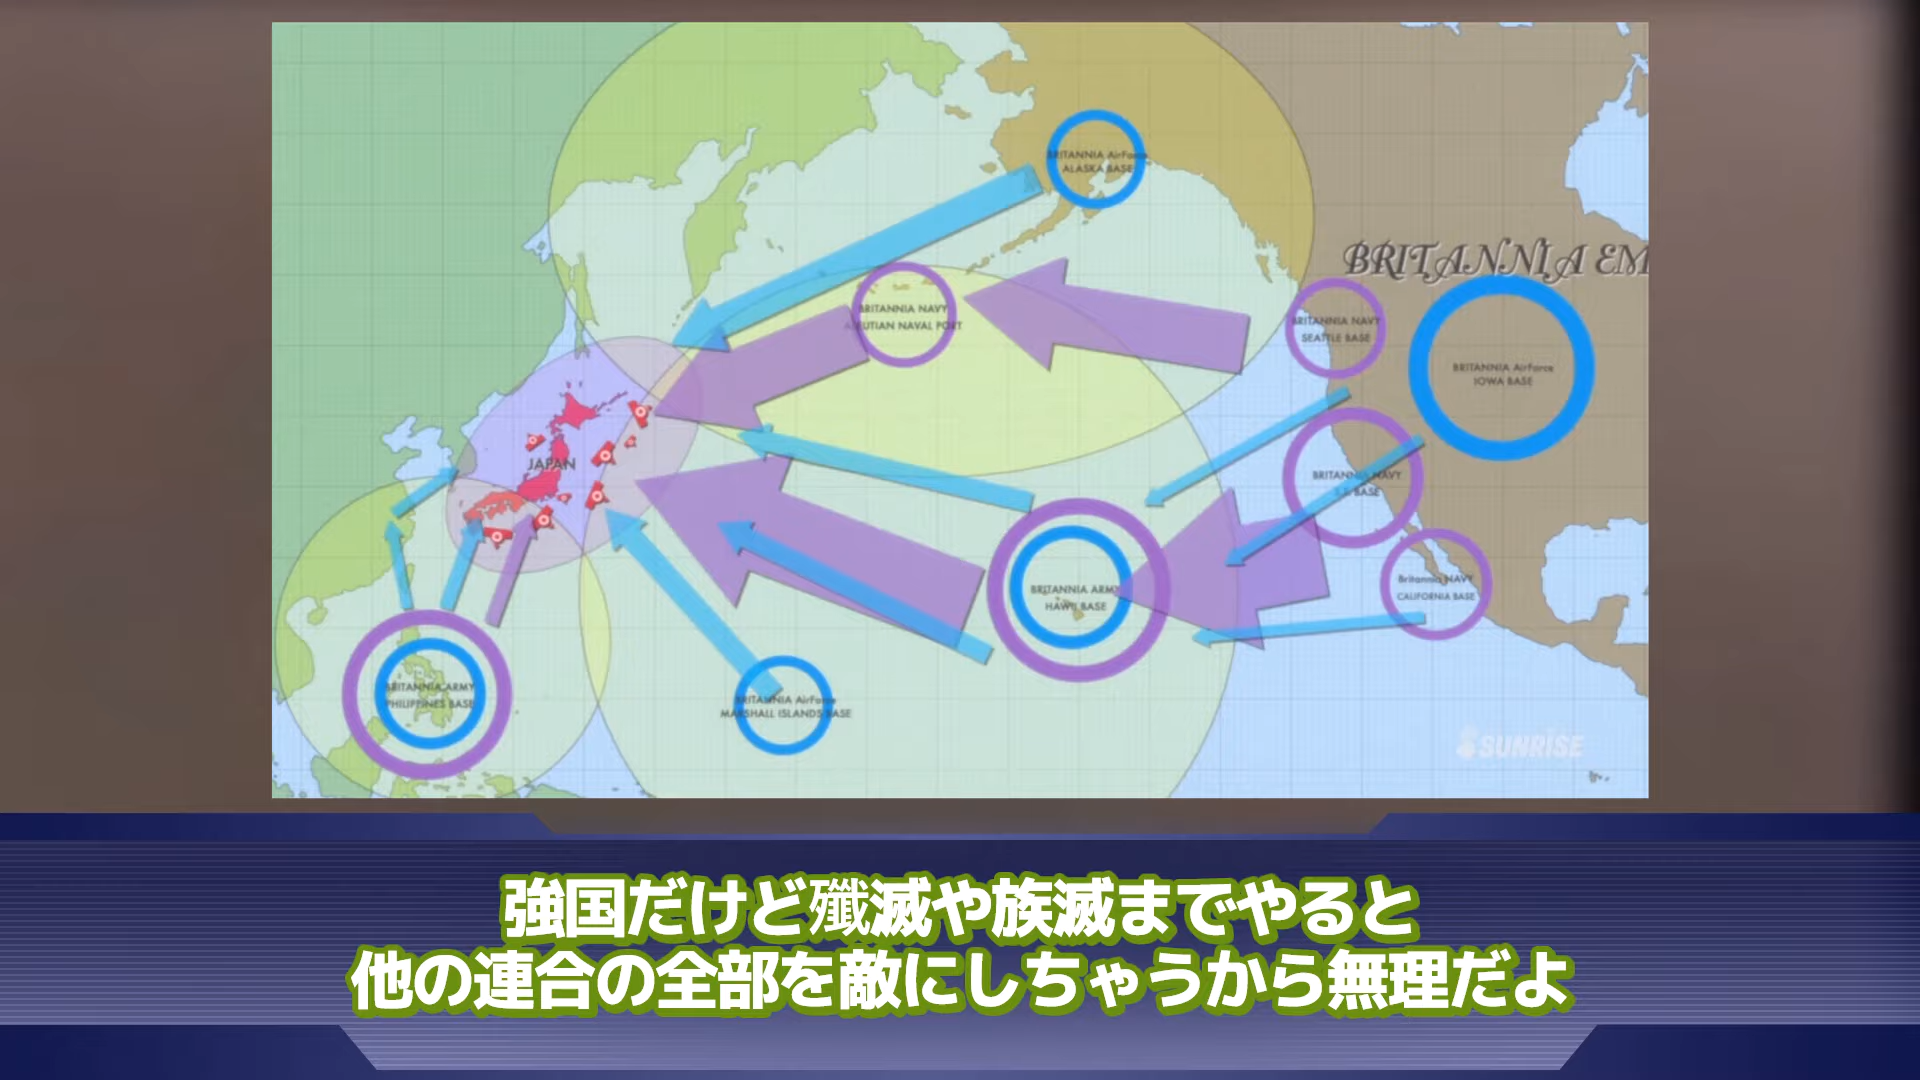 BRITANNIA AirForce
ALASKA BASE
BRITANNIA EM
BRITANNIA NAVY
ALEUTIAN NAVAL PORT
BRITANNIA NAVY
SEATTLE BASE
BRITANNIA AirForce
IOWA BASE
JAPAN
BRITANNIA NAVY
BASE
BRITANNIA ARMY
HAWII BASE
Britannia NAVY
CALIFORNIA BASE
BRITANNIA ARMY
PHILIPPINES BASE
BRITANNIA AirForce
MARSHALL ISLANDS BASE
SUNRISE
強国だけど殲滅や族滅までやると
他の連合の全部を敵にしちゃうから無理だよ